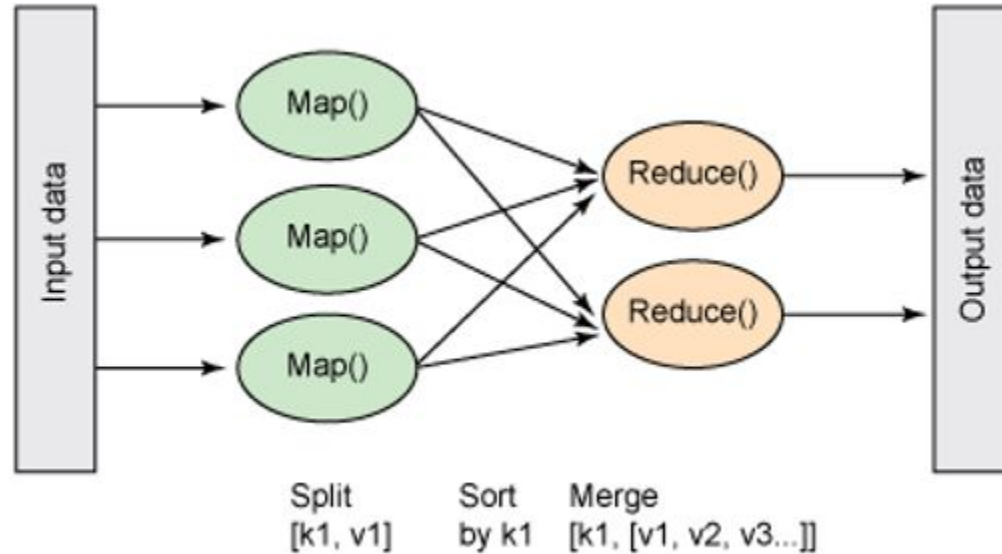 Input data
Map()
Map()
Map()
Reduce()
Reduce()
Output data
Split
[k1, v1]
Sort
by k1
Merge
[k1, [v1, v2, v3...]]